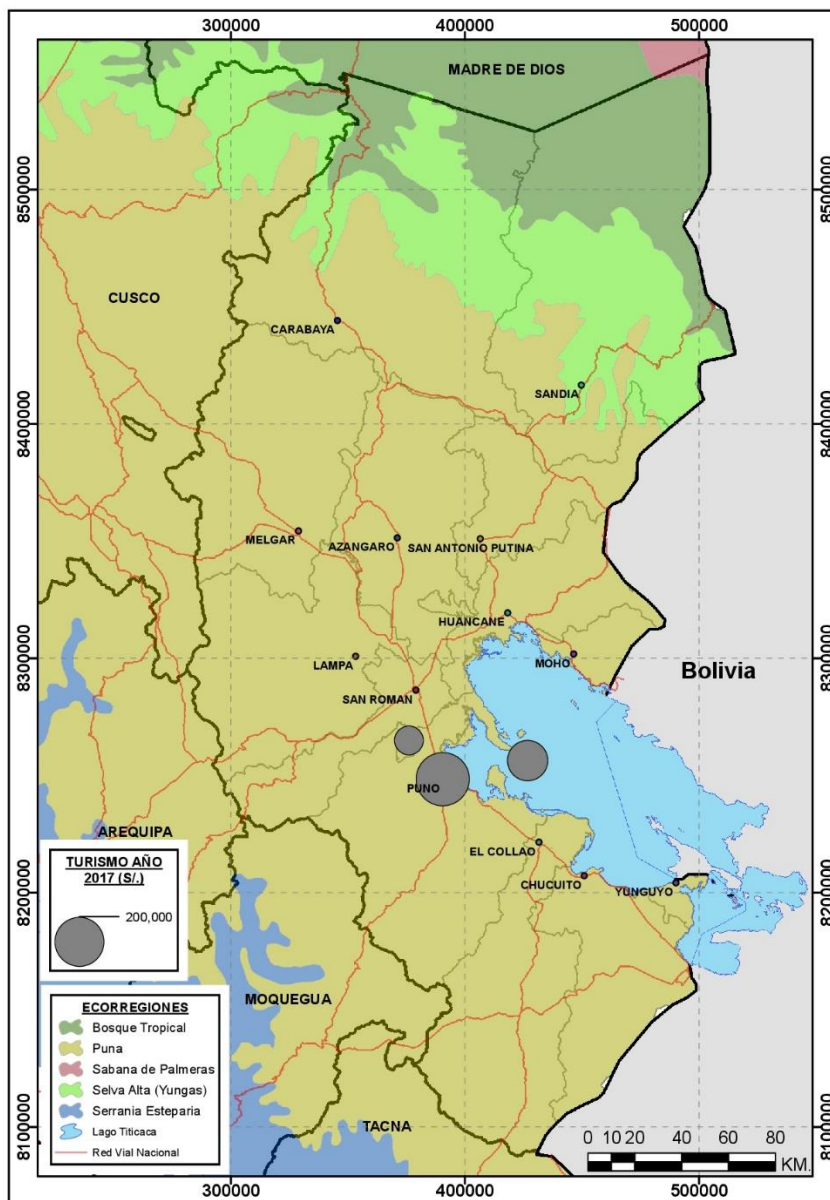 300000
400000
500000
MADRE DE DIOS
8500000
8500000
CUSCO
CARABAYA
SANDIA
8400000
8400000
MELGAR
AZANGARO
SAN ANTONIO PUTINA
HUANCANE
8300000
8300000
LAMPA
MOHO
Bolivia
SAN ROMAN
PUNO
AREQUIPA
EL COLLAO
CHUCUITO
YUNGUYO
8200000
8200000
TURISMO AÑO
2017 (S/.)
200,000
MOQUEGUA
ECORREGIONES
Bosque Tropical
Puna
Sabana de Palmeras
Selva Alta (Yungas)
Serrania Esteparia
Lago Titicaca
Red Vial Nacional
TACNA
8100000
8100000
0 10 20 40 60 80
KM.
300000
400000
500000